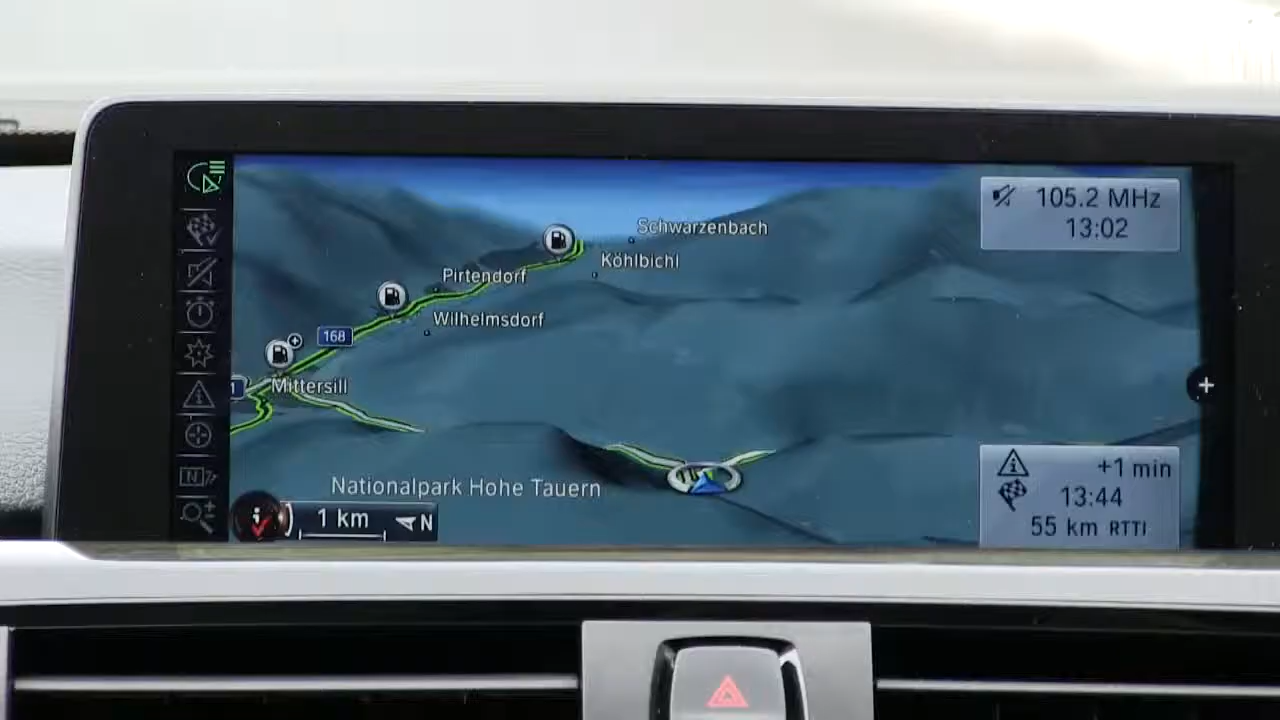 105.2 MHz
13:02
Schwarzenbach
Köhlbichl
Pirtendorf
Wilhelmsdorf
168
1
Mittersill
Nationalpark Hohe Tauern
1 km
N
+1 min
13:44
55 km RTTI
N